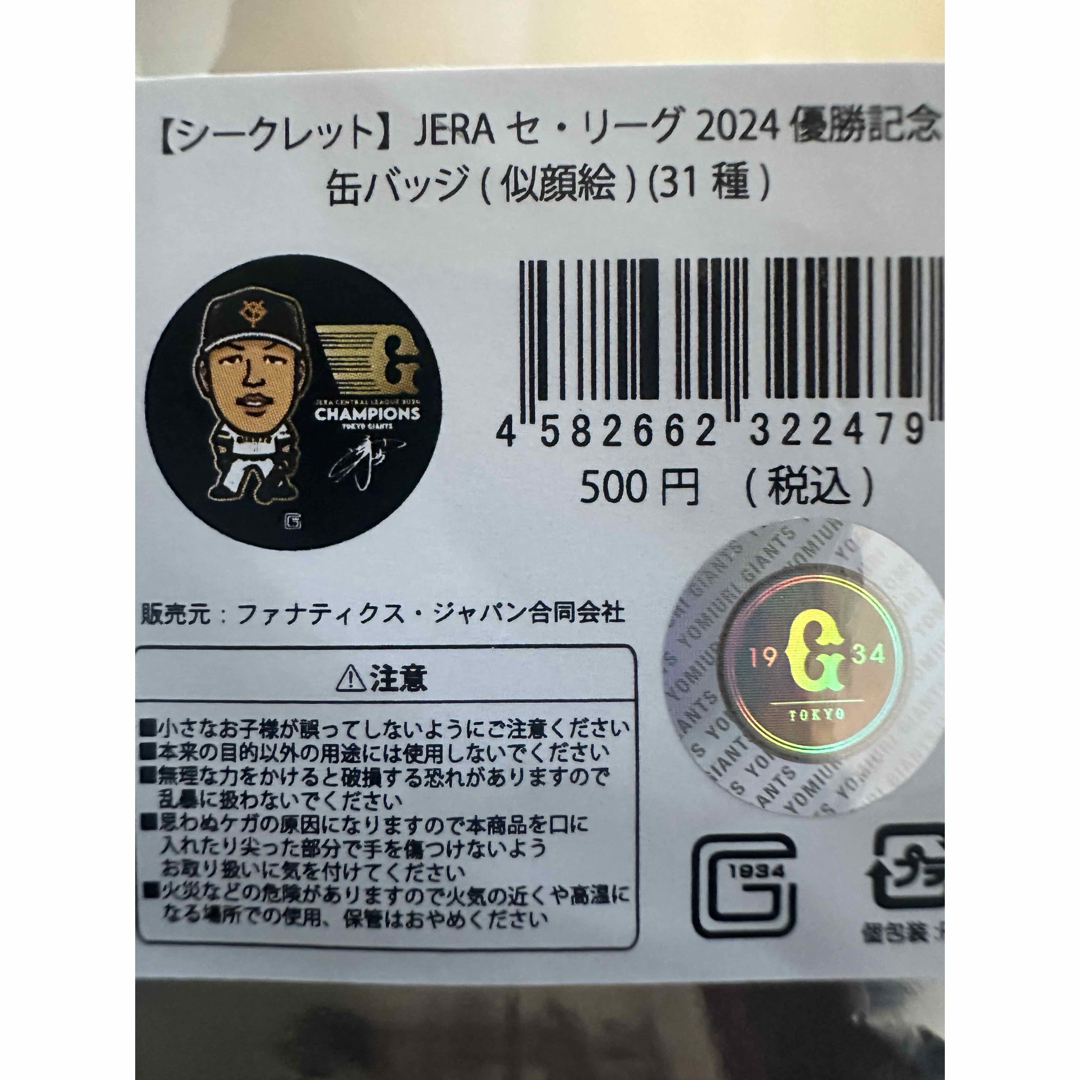 【シークレット】JERA セ・リーグ 2024 優勝記念
缶バッジ ( 似顔絵 ) (31 種 )
G
JERA CENTRAL LEAGUE 2024
CHAMPIONS
TOKYO GIANTS
G
4 582662 322479
500 円 ( 税込 )
販売元：ファナティクス・ジャパン合同会社
⚠注意
■小さなお子様が誤ってしないようにご注意ください
■本来の目的以外の用途には使用しないでください
■無理な力をかけると破損する恐れがありますので
乱暴に扱わないでください
■思わぬケガの原因になりますので本商品を口に
入れたり尖った部分で手を傷つけないよう
お取り扱いに気を付けてください
■火災などの危険がありますので火気の近くや高温に
なる場所での使用、保管はおやめください
YOMIURI GIANTS YOMIURI GIANTS
19 G 34
TOKYO
G 1934
プラ
個包装: